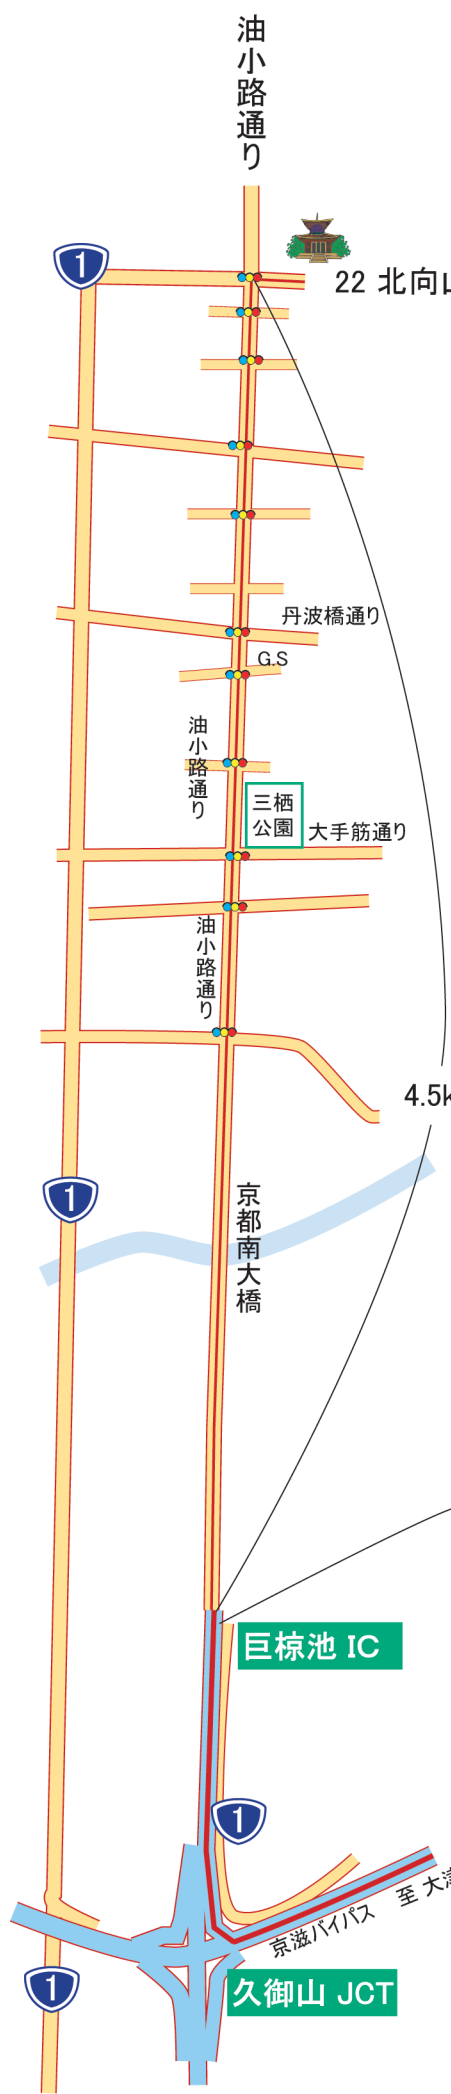 油小路通り
1
22 北向山
丹波橋通り
G.S
油小路通り
三栖
公園
大手筋通り
油小路通り
4.5k
1
京都南大橋
巨椋池 IC
1
京滋バイパス 至 大津
1
久御山 JCT